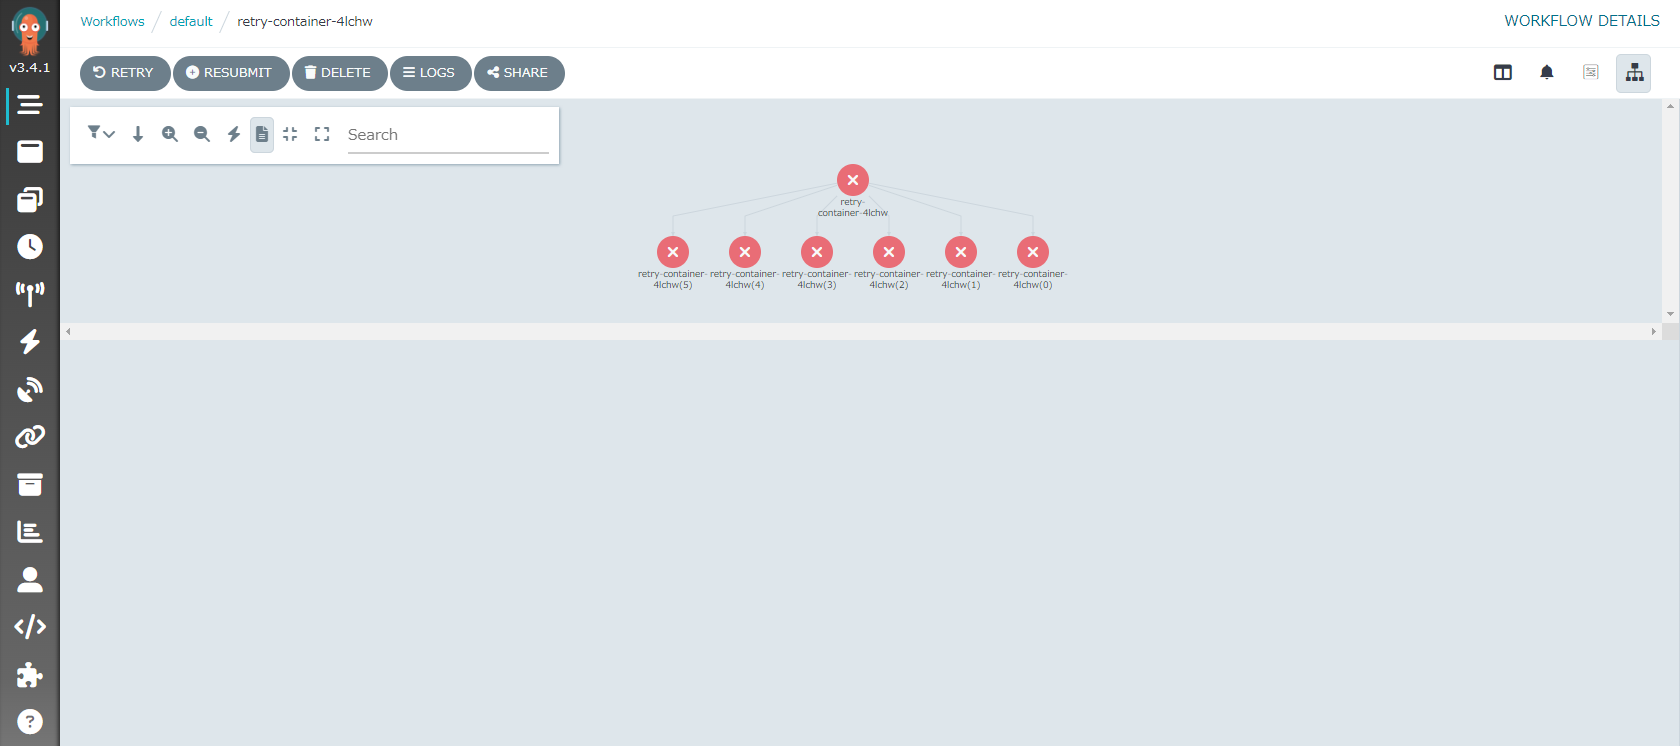 Workflows / default / retry-container-4lchw
WORKFLOW DETAILS
v3.4.1
RETRY
RESUBMIT
DELETE
LOGS
SHARE
Search
retry-
container-4lchw
retry-container-
4lchw(5)
retry-container-
4lchw(4)
retry-container-
4lchw(3)
retry-container-
4lchw(2)
retry-container-
4lchw(1)
retry-container-
4lchw(0)